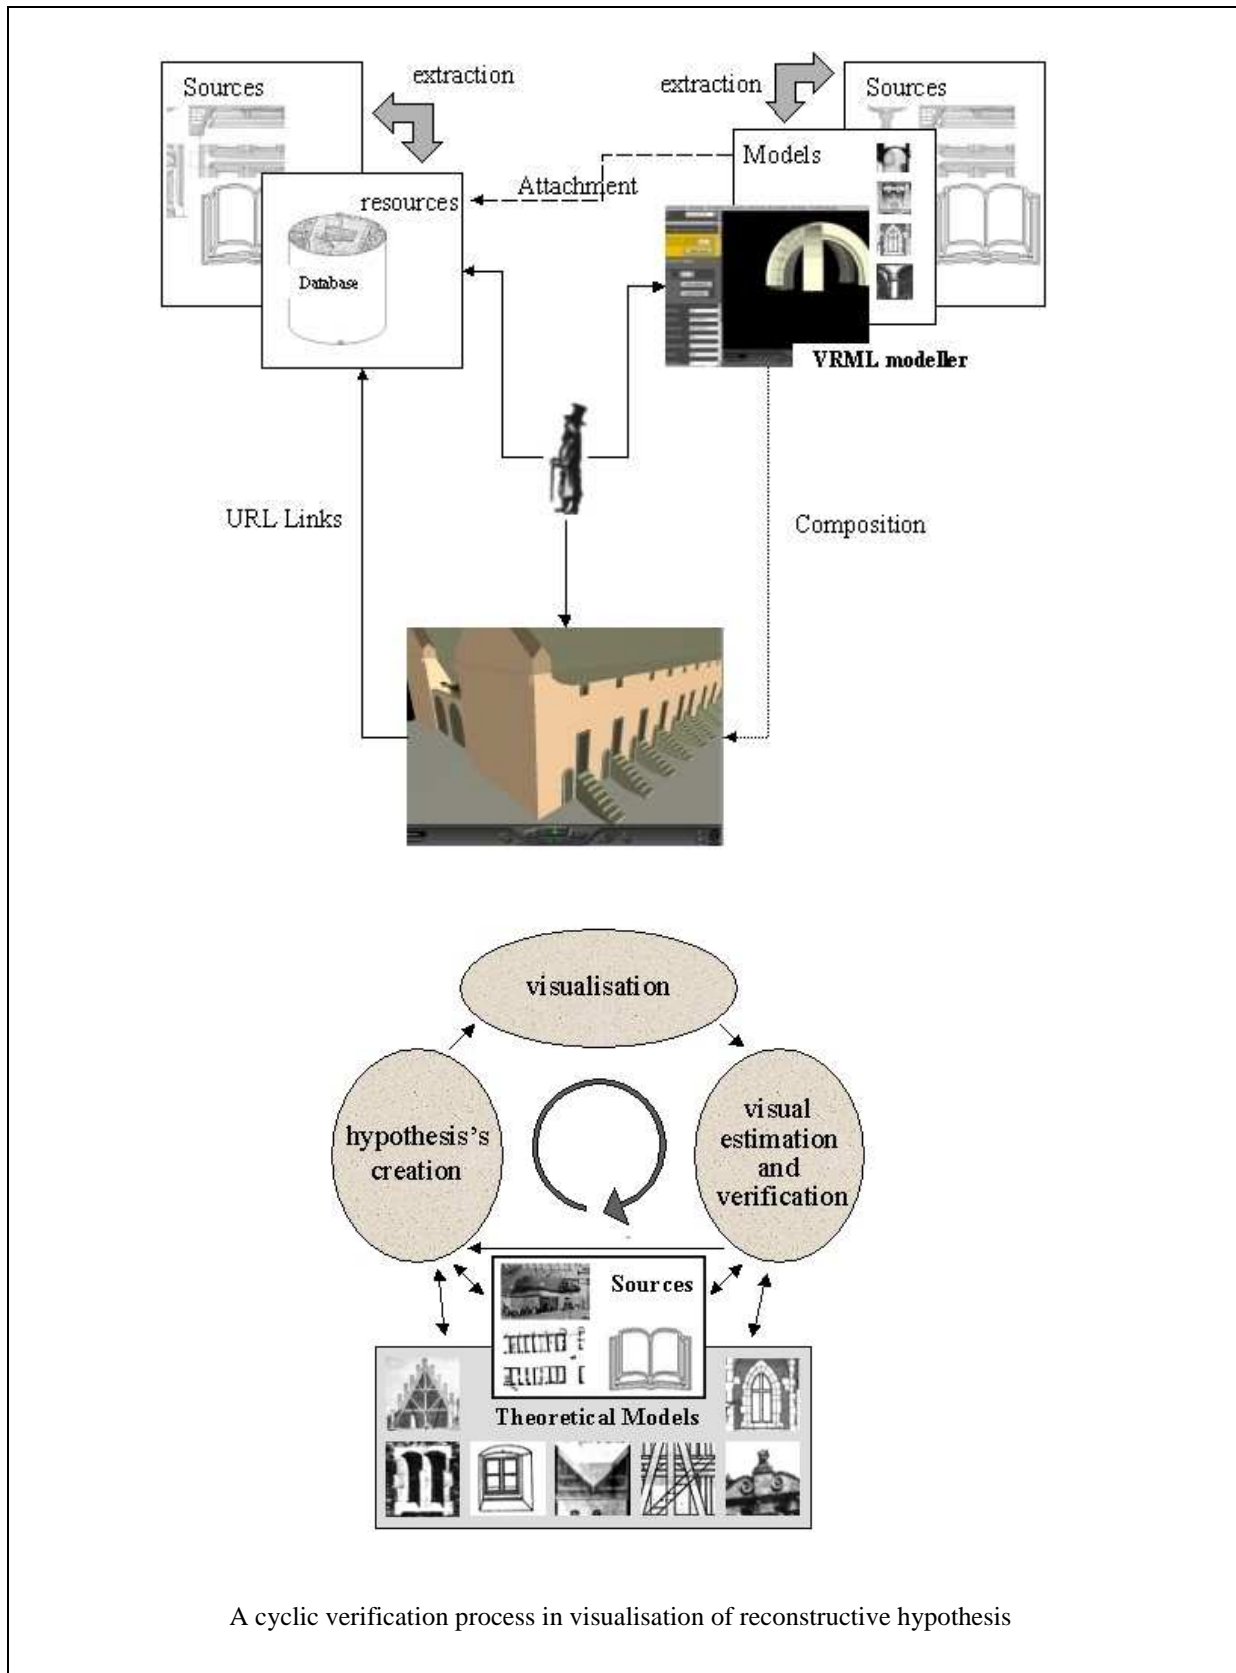 Sources
extraction
resources
Database
extraction
Sources
Models
Attachment
VRML modeller
URL Links
Composition
visualisation
hypothesis's
creation
visual
estimation
and
verification
Sources
Theoretical Models
A cyclic verification process in visualisation of reconstructive hypothesis